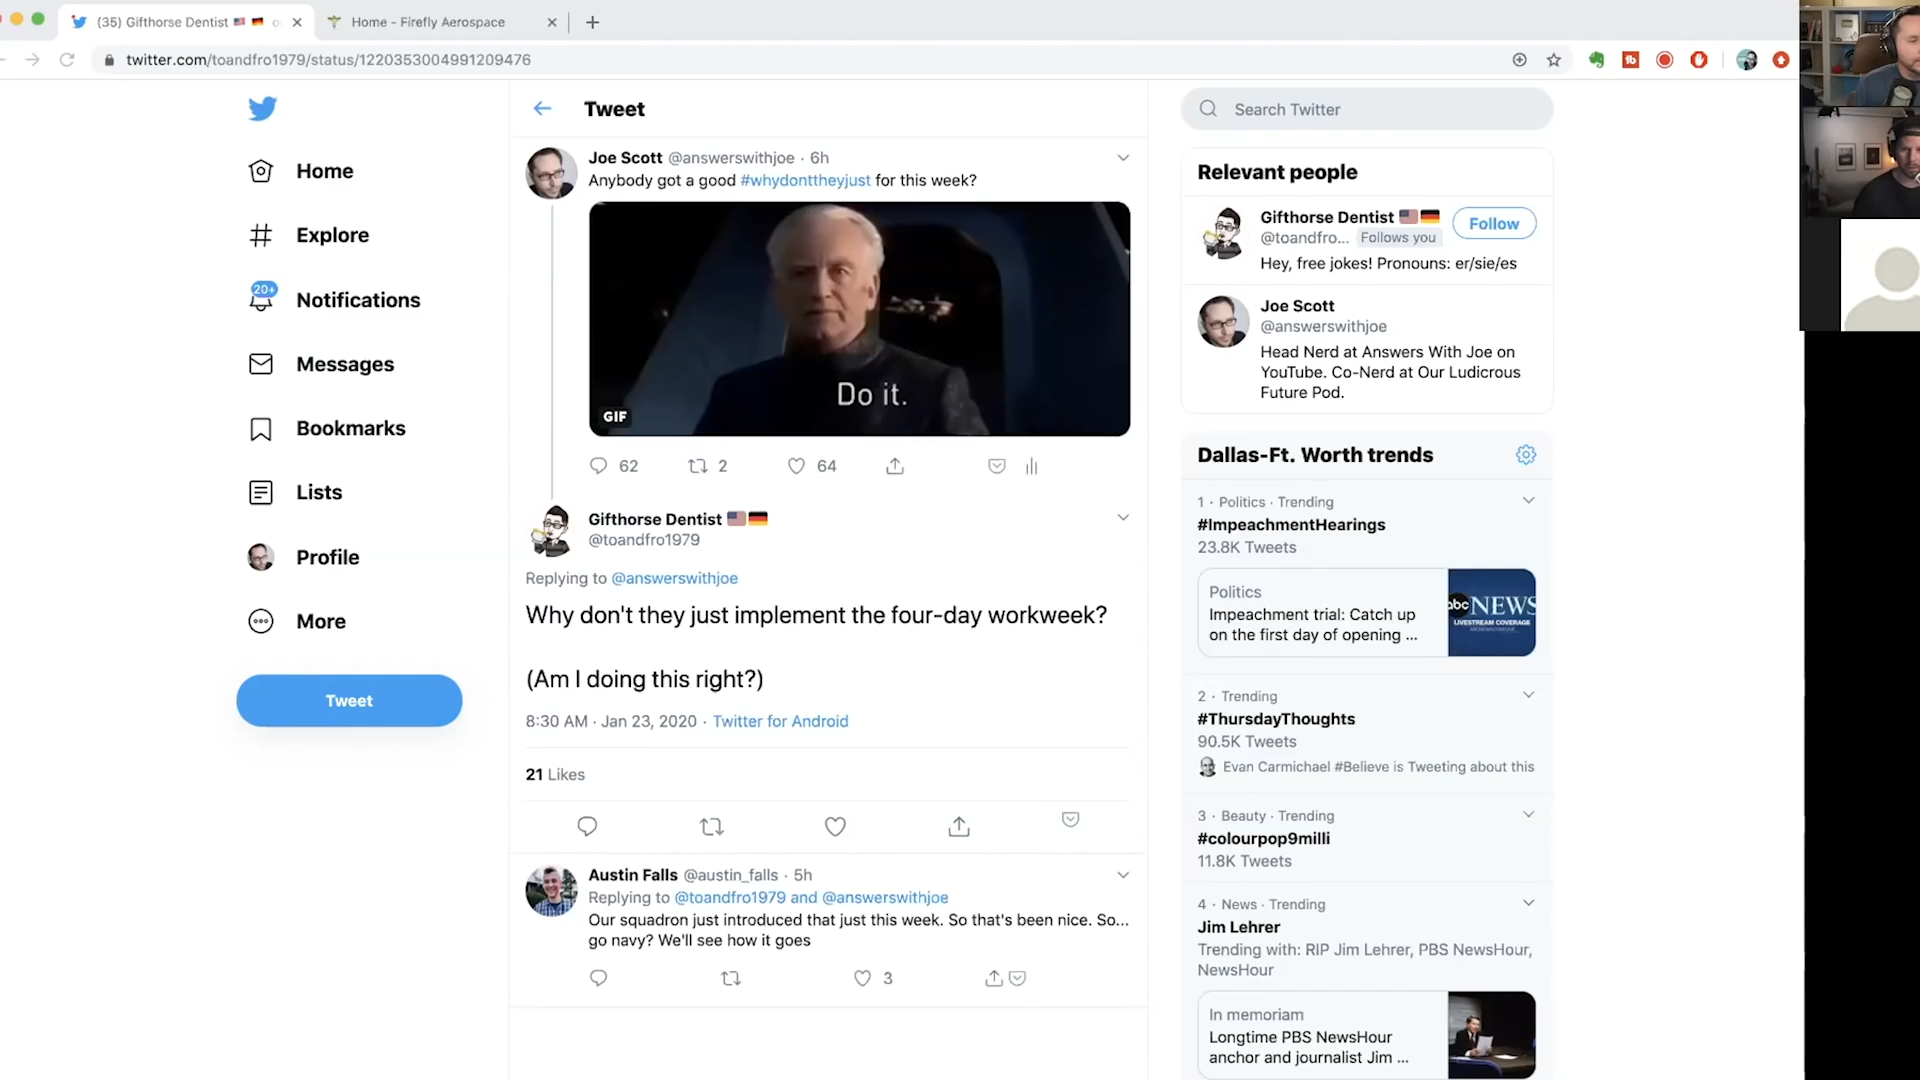 (35) Gifthorse Dentist 🇺🇸 🇩🇪 o
Home - Firefly Aerospace
twitter.com/toandfro1979/status/1220353004991209476
Home
Explore
20+
Notifications
Messages
Bookmarks
Lists
Profile
More
Tweet
Tweet
Joe Scott @answerswithjoe · 6h
Anybody got a good #whydonttheyjust for this week?
Do it.
GIF
62
2
64
Gifthorse Dentist 🇺🇸🇩🇪
@toandfro1979
Replying to @answerswithjoe
Why don't they just implement the four-day workweek?
(Am I doing this right?)
8:30 AM · Jan 23, 2020 · Twitter for Android
21 Likes
Austin Falls @austin_falls · 5h
Replying to @toandfro1979 and @answerswithjoe
Our squadron just introduced that just this week. So that's been nice. So...
go navy? We'll see how it goes
3
Search Twitter
Relevant people
Gifthorse Dentist 🇺🇸🇩🇪
@toandfro... Follows you
Follow
Hey, free jokes! Pronouns: er/sie/es
Joe Scott
@answerswithjoe
Head Nerd at Answers With Joe on
YouTube. Co-Nerd at Our Ludicrous
Future Pod.
Dallas-Ft. Worth trends
1 · Politics · Trending
#ImpeachmentHearings
23.8K Tweets
Politics
Impeachment trial: Catch up
on the first day of opening ...
abc NEWS
LIVESTREAM COVERAGE
2 · Trending
#ThursdayThoughts
90.5K Tweets
Evan Carmichael #Believe is Tweeting about this
3 · Beauty · Trending
#colourpop9milli
11.8K Tweets
4 · News · Trending
Jim Lehrer
Trending with: RIP Jim Lehrer, PBS NewsHour,
NewsHour
In memoriam
Longtime PBS NewsHour
anchor and journalist Jim ...